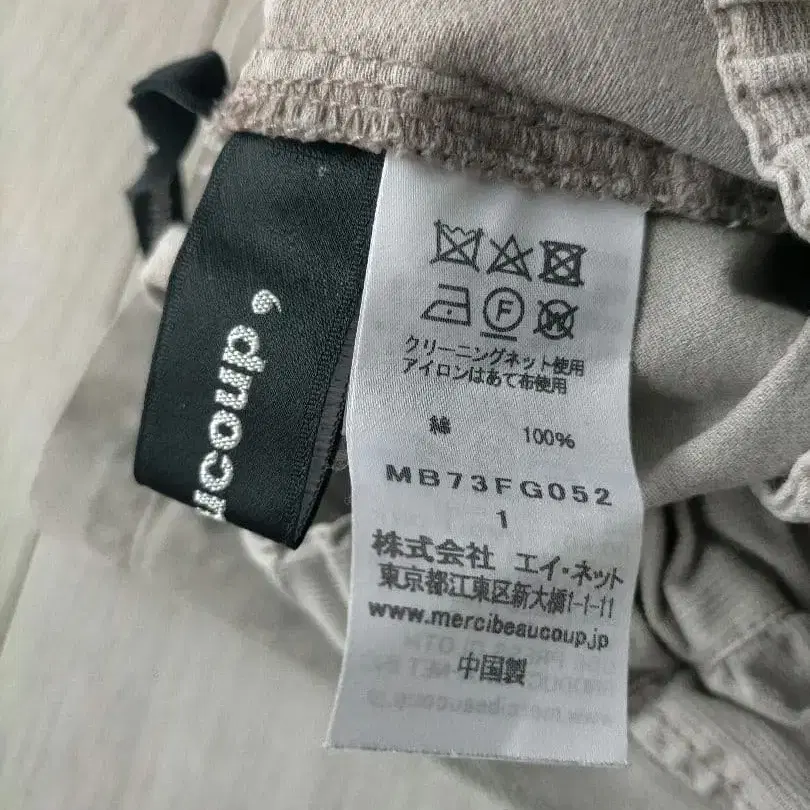 ucoup,
F
W
クリーニングネット使用
アイロンはあて布使用
綿 100%
MB73FG052
1
株式会社 エイ・ネット
東京都江東区新大橋1-1-11
www.mercibeaucoup.jp
中国製